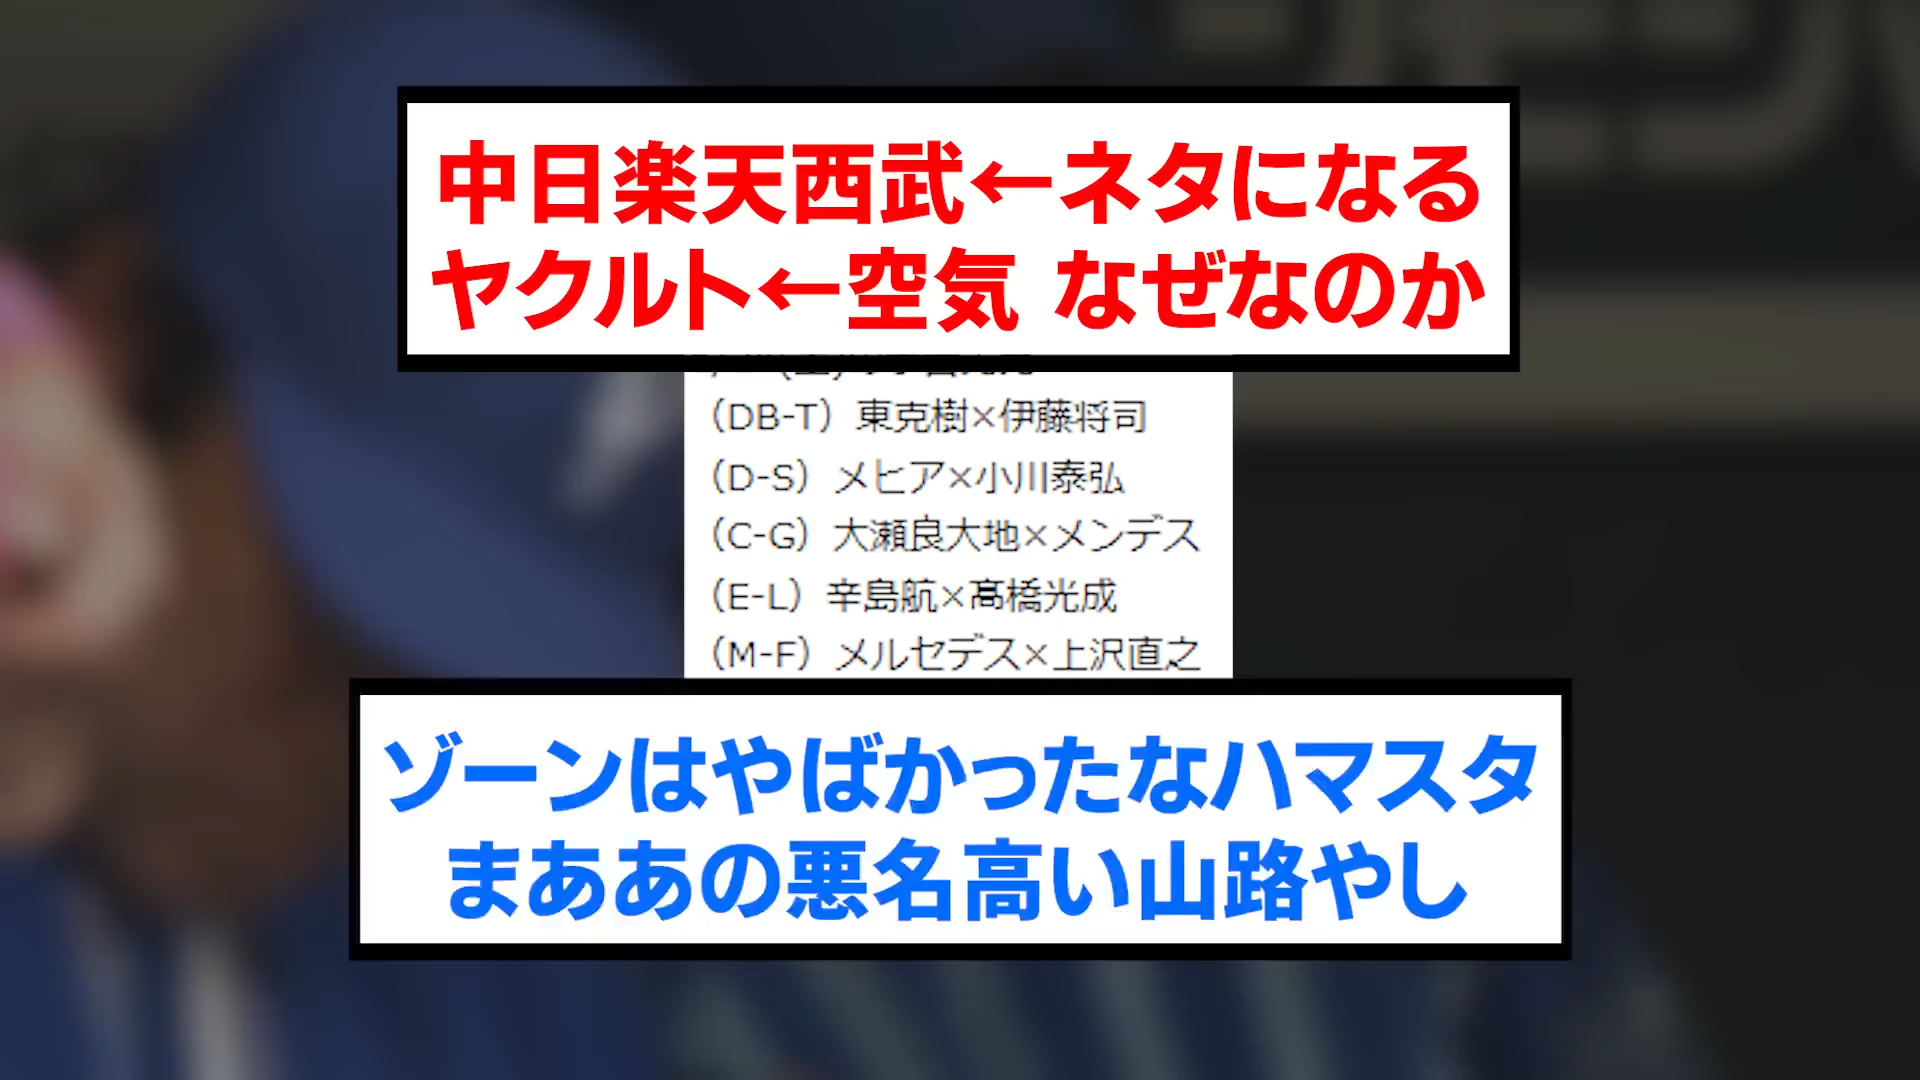 中日楽天西武←ネタになる
ヤクルト←空気 なぜなのか
（DB-T）東克樹×伊藤将司
（D-S）メヒア×小川泰弘
（C-G）大瀬良大地×メンデス
（E-L）辛島航×髙橋光成
（M-F）メルセデス×上沢直之
ゾーンはやばかったなハマスタ
まああの悪名高い山路やし